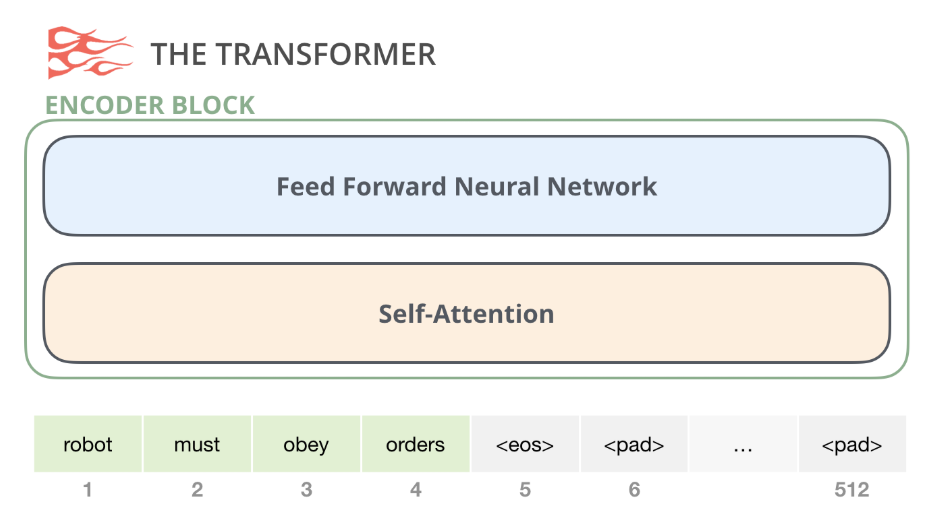 THE TRANSFORMER
ENCODER BLOCK
Feed Forward Neural Network
Self-Attention
robot must obey orders <eos> <pad> ... <pad>
1 2 3 4 5 6 512